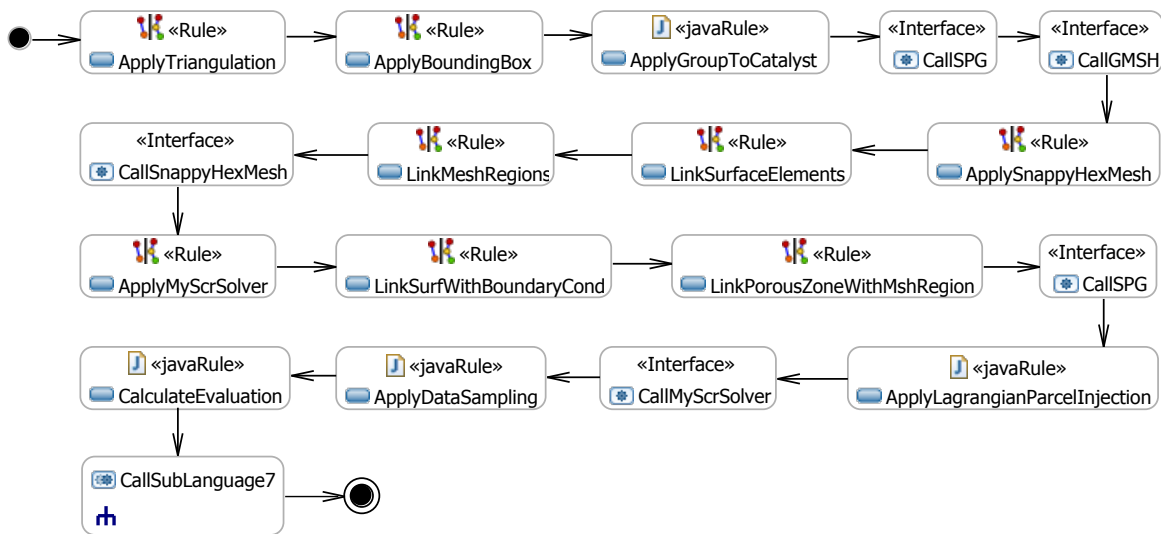 «Rule»
ApplyTriangulation
«Rule»
ApplyBoundingBox
«javaRule»
ApplyGroupToCatalyst
«Interface»
CallSPG
«Interface»
CallGMSH
«Interface»
CallSnappyHexMesh
«Rule»
LinkMeshRegions
«Rule»
LinkSurfaceElements
«Rule»
ApplySnappyHexMesh
«Rule»
ApplyMyScrSolver
«Rule»
LinkSurfWithBoundaryCond
«Rule»
LinkPorousZoneWithMshRegion
«Interface»
CallSPG
«javaRule»
CalculateEvaluation
«javaRule»
ApplyDataSampling
«Interface»
CallMyScrSolver
«javaRule»
ApplyLagrangianParcelInjection
CallSubLanguage7